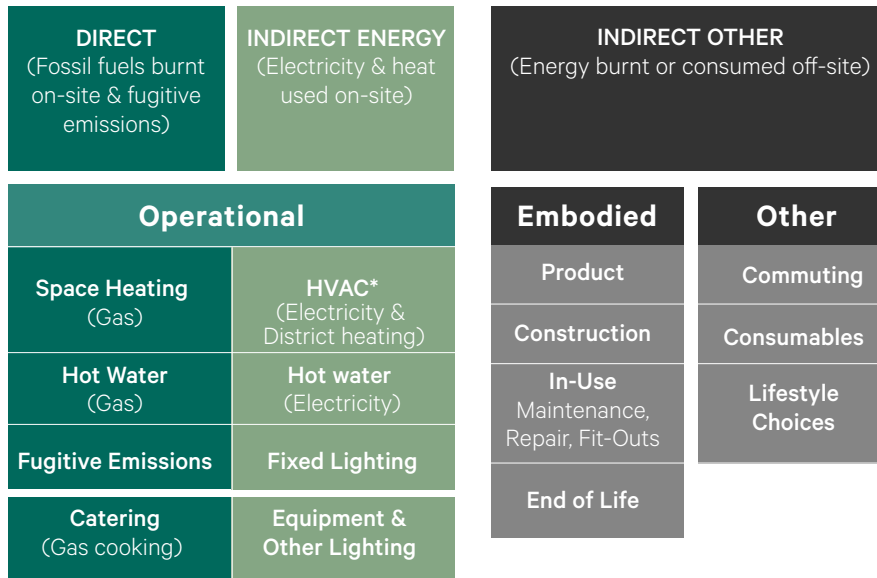 DIRECT
(Fossil fuels burnt
on-site & fugitive
emissions)
INDIRECT ENERGY
(Electricity & heat
used on-site)
INDIRECT OTHER
(Energy burnt or consumed off-site)
Operational
Space Heating
(Gas)
HVAC*
(Electricity &
District heating)
Hot Water
(Gas)
Hot water
(Electricity)
Fugitive Emissions
Fixed Lighting
Catering
(Gas cooking)
Equipment &
Other Lighting
Embodied
Product
Construction
In-Use
Maintenance,
Repair, Fit-Outs
End of Life
Other
Commuting
Consumables
Lifestyle
Choices